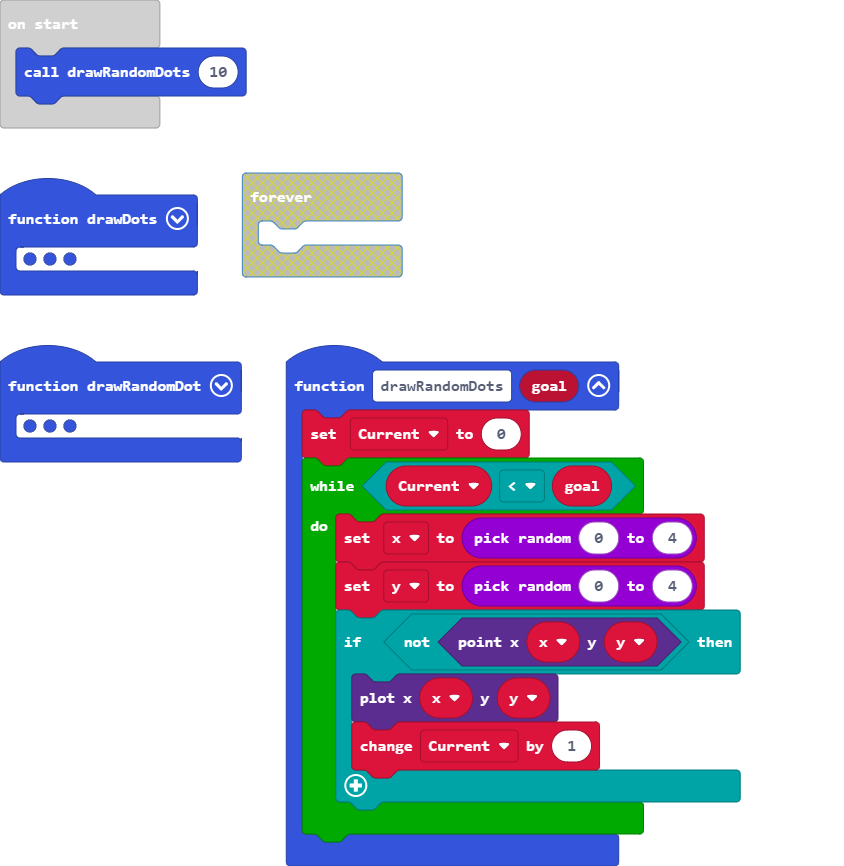 on start
call drawRandomDots 10
function drawDots
forever
function drawRandomDot
function drawRandomDots goal
set Current to 0
while Current < goal
do
set x to pick random 0 to 4
set y to pick random 0 to 4
if not point x x y y then
plot x x y y
change Current by 1